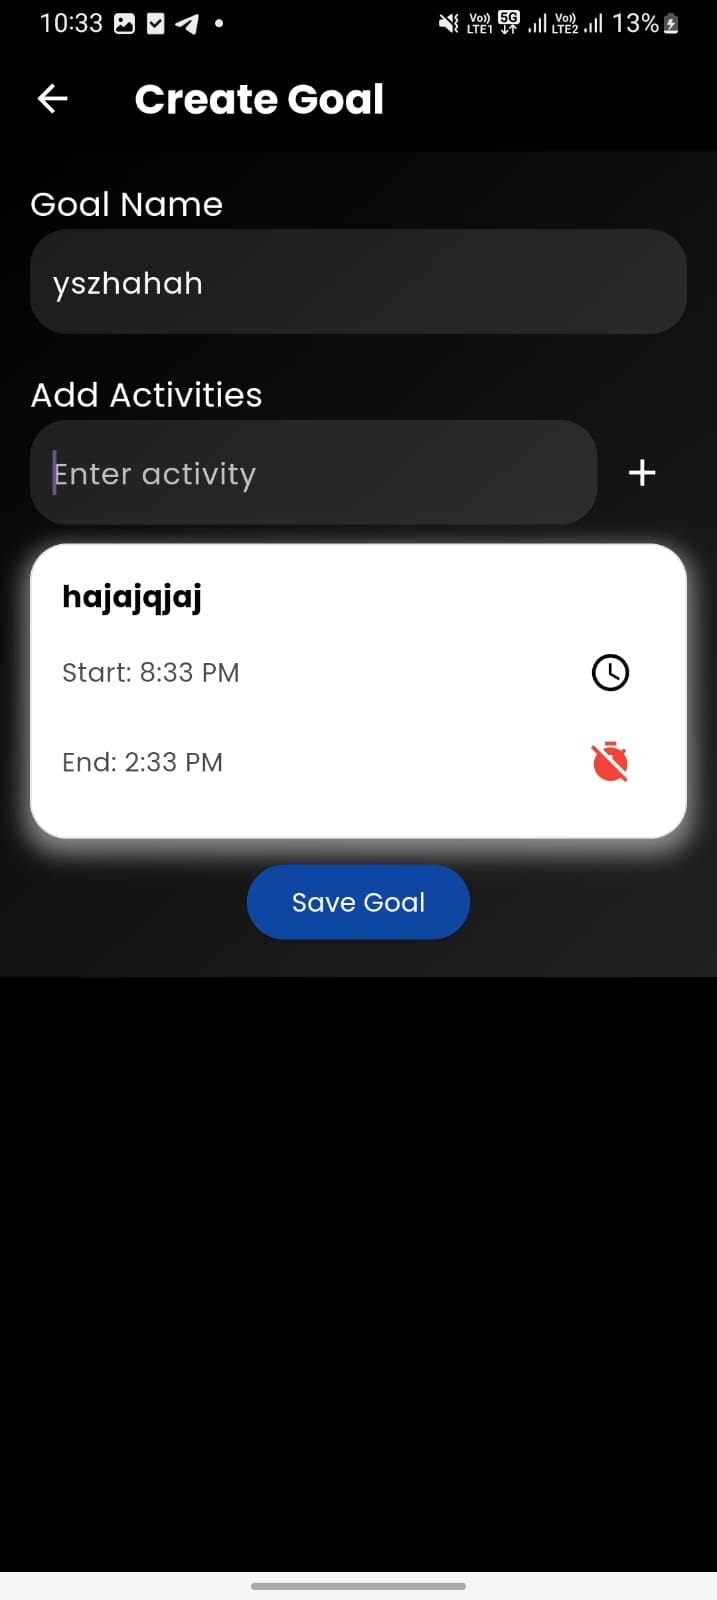 10:33 Vo)) LTE1 5G Vo)) LTE2 13%
Create Goal
Goal Name
yszhahah
Add Activities
Enter activity
hajajqjaj
Start: 8:33 PM
End: 2:33 PM
Save Goal